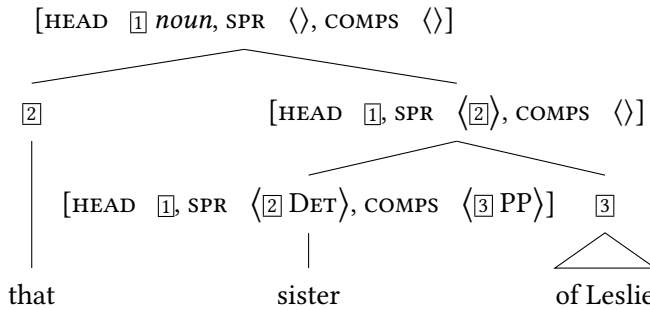 [HEAD 1 noun, SPR ⟨⟩, COMPS ⟨⟩]
2 [HEAD 1, SPR ⟨2⟩, COMPS ⟨⟩]
[HEAD 1, SPR ⟨2 DET⟩, COMPS ⟨3 PP⟩] 3
that sister of Leslie